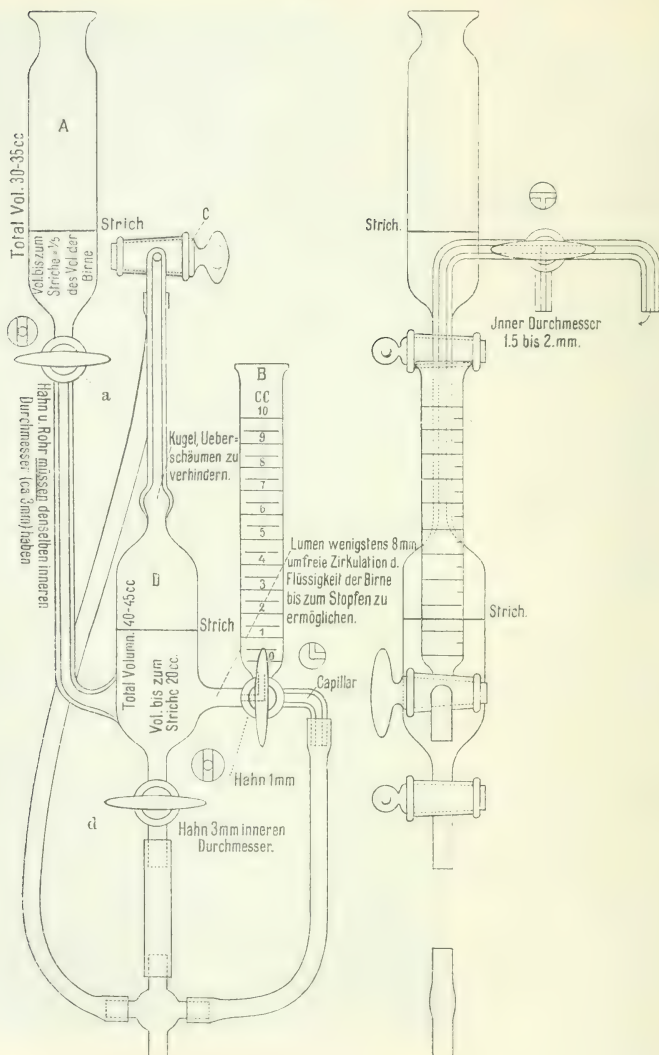 A
Total Vol. 30-35cc
Strich
C
Vol. bis zum
Striche = 1/5
des Vol. der
Birne
a
Hahn u. Rohr müssen denselben inneren
Durchmesser (ca 3mm) haben
B
CC
10
9
8
7
6
5
4
3
2
1
0
Kugel, Ueber=
schäumen zu
verhindern.
Lumen wenigstens 8mm
um freie Zirkulation d.
Flüssigkeit der Birne
bis zum Stopfen zu
ermöglichen.
D
Total Volumn. 40-45cc
Strich
Vol. bis zum
Striche 20cc.
Capillar
Hahn 1mm
d
Hahn 3mm inneren
Durchmesser.
Strich.
Jnner Durchmesser
1.5 bis 2.mm.
Strich.